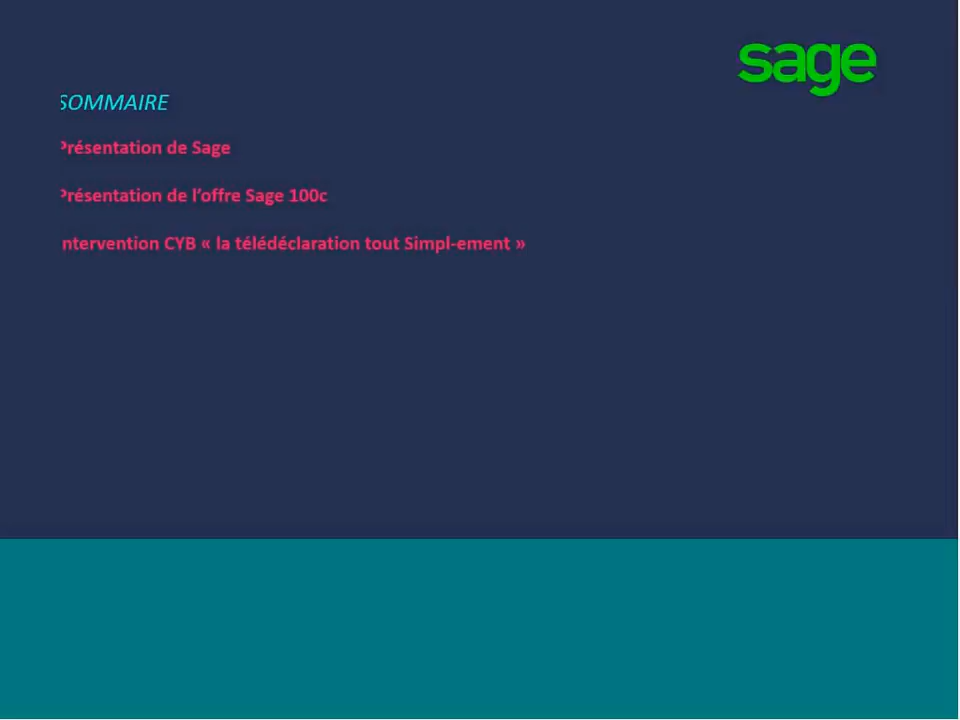 sage
SOMMAIRE
Présentation de Sage
Présentation de l’offre Sage 100c
Intervention CYB « la télédéclaration tout Simpl-ement »